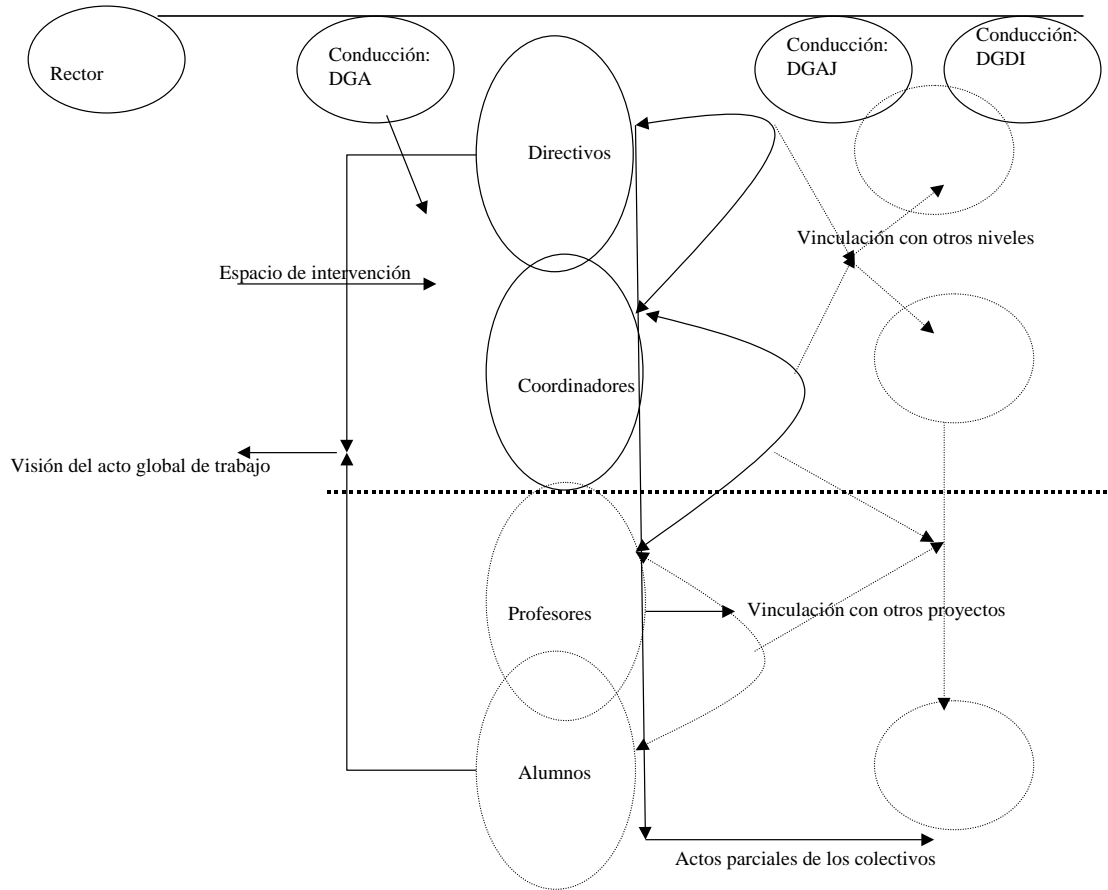 Rector
Conducción:
DGA
Conducción:
DGAJ
Conducción:
DGDI
Directivos
Vinculación con otros niveles
Espacio de intervención
Coordinadores
Visión del acto global de trabajo
Profesores
Vinculación con otros proyectos
Alumnos
Actos parciales de los colectivos